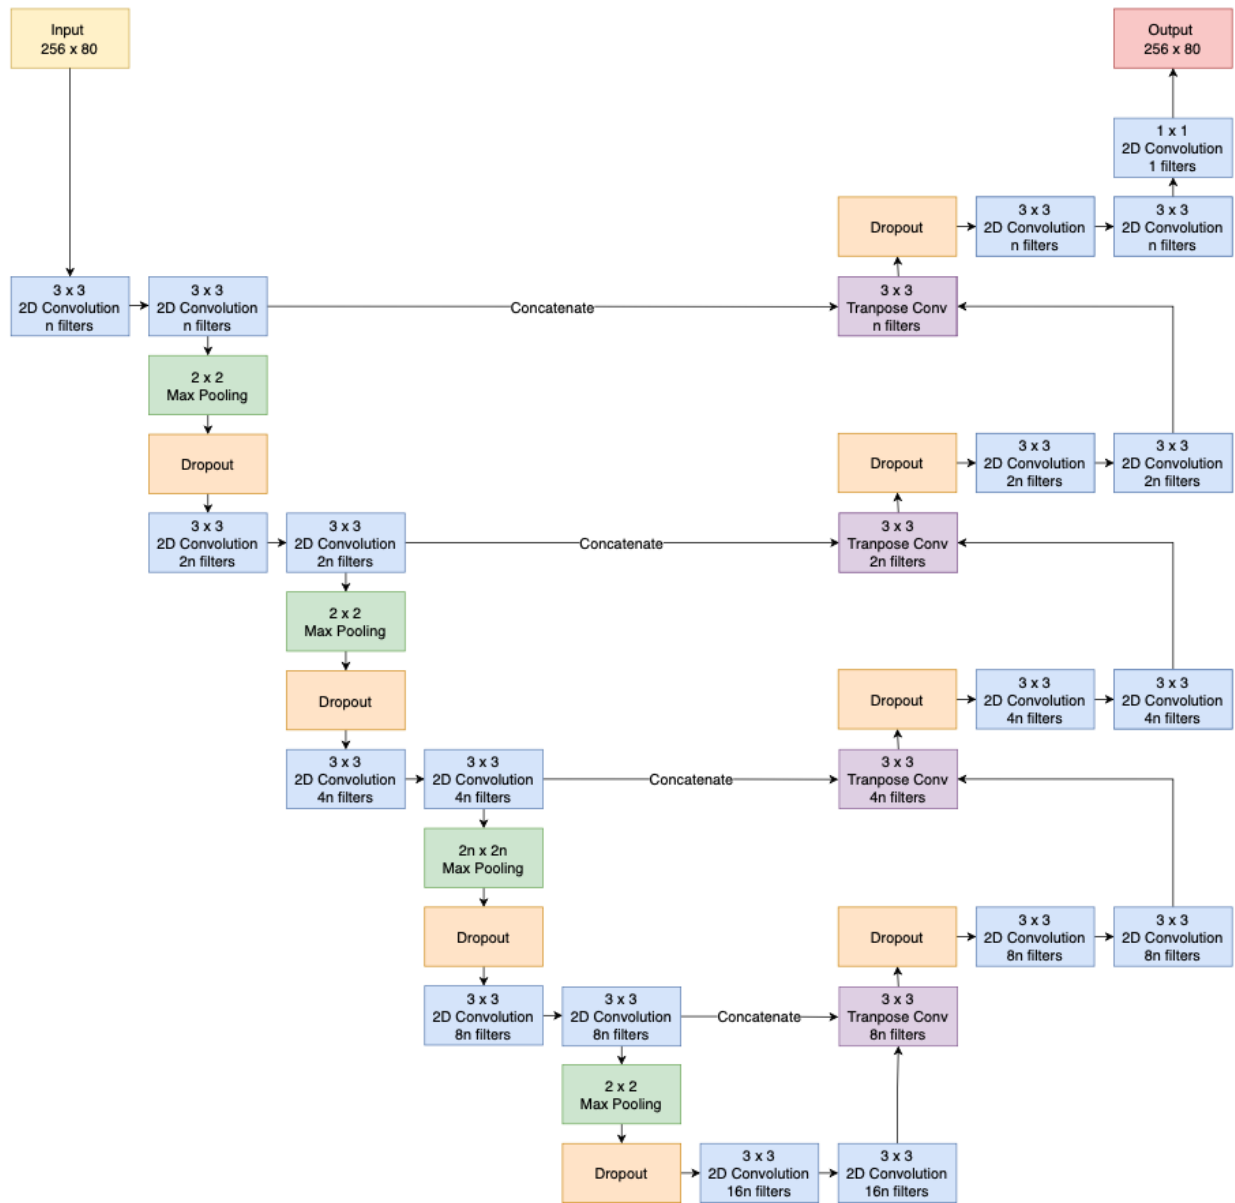 Input
256 x 80
Output
256 x 80
1 x 1
2D Convolution
1 filters
Dropout
3 x 3
2D Convolution
n filters
3 x 3
2D Convolution
n filters
3 x 3
2D Convolution
n filters
3 x 3
2D Convolution
n filters
Concatenate
3 x 3
Tranpose Conv
n filters
2 x 2
Max Pooling
Dropout
Dropout
3 x 3
2D Convolution
2n filters
3 x 3
2D Convolution
2n filters
3 x 3
2D Convolution
2n filters
3 x 3
2D Convolution
2n filters
Concatenate
3 x 3
Tranpose Conv
2n filters
2 x 2
Max Pooling
Dropout
Dropout
3 x 3
2D Convolution
4n filters
3 x 3
2D Convolution
4n filters
3 x 3
2D Convolution
4n filters
3 x 3
2D Convolution
4n filters
Concatenate
3 x 3
Tranpose Conv
4n filters
2n x 2n
Max Pooling
Dropout
Dropout
3 x 3
2D Convolution
8n filters
3 x 3
2D Convolution
8n filters
3 x 3
2D Convolution
8n filters
3 x 3
2D Convolution
8n filters
Concatenate
3 x 3
Tranpose Conv
8n filters
2 x 2
Max Pooling
Dropout
3 x 3
2D Convolution
16n filters
3 x 3
2D Convolution
16n filters